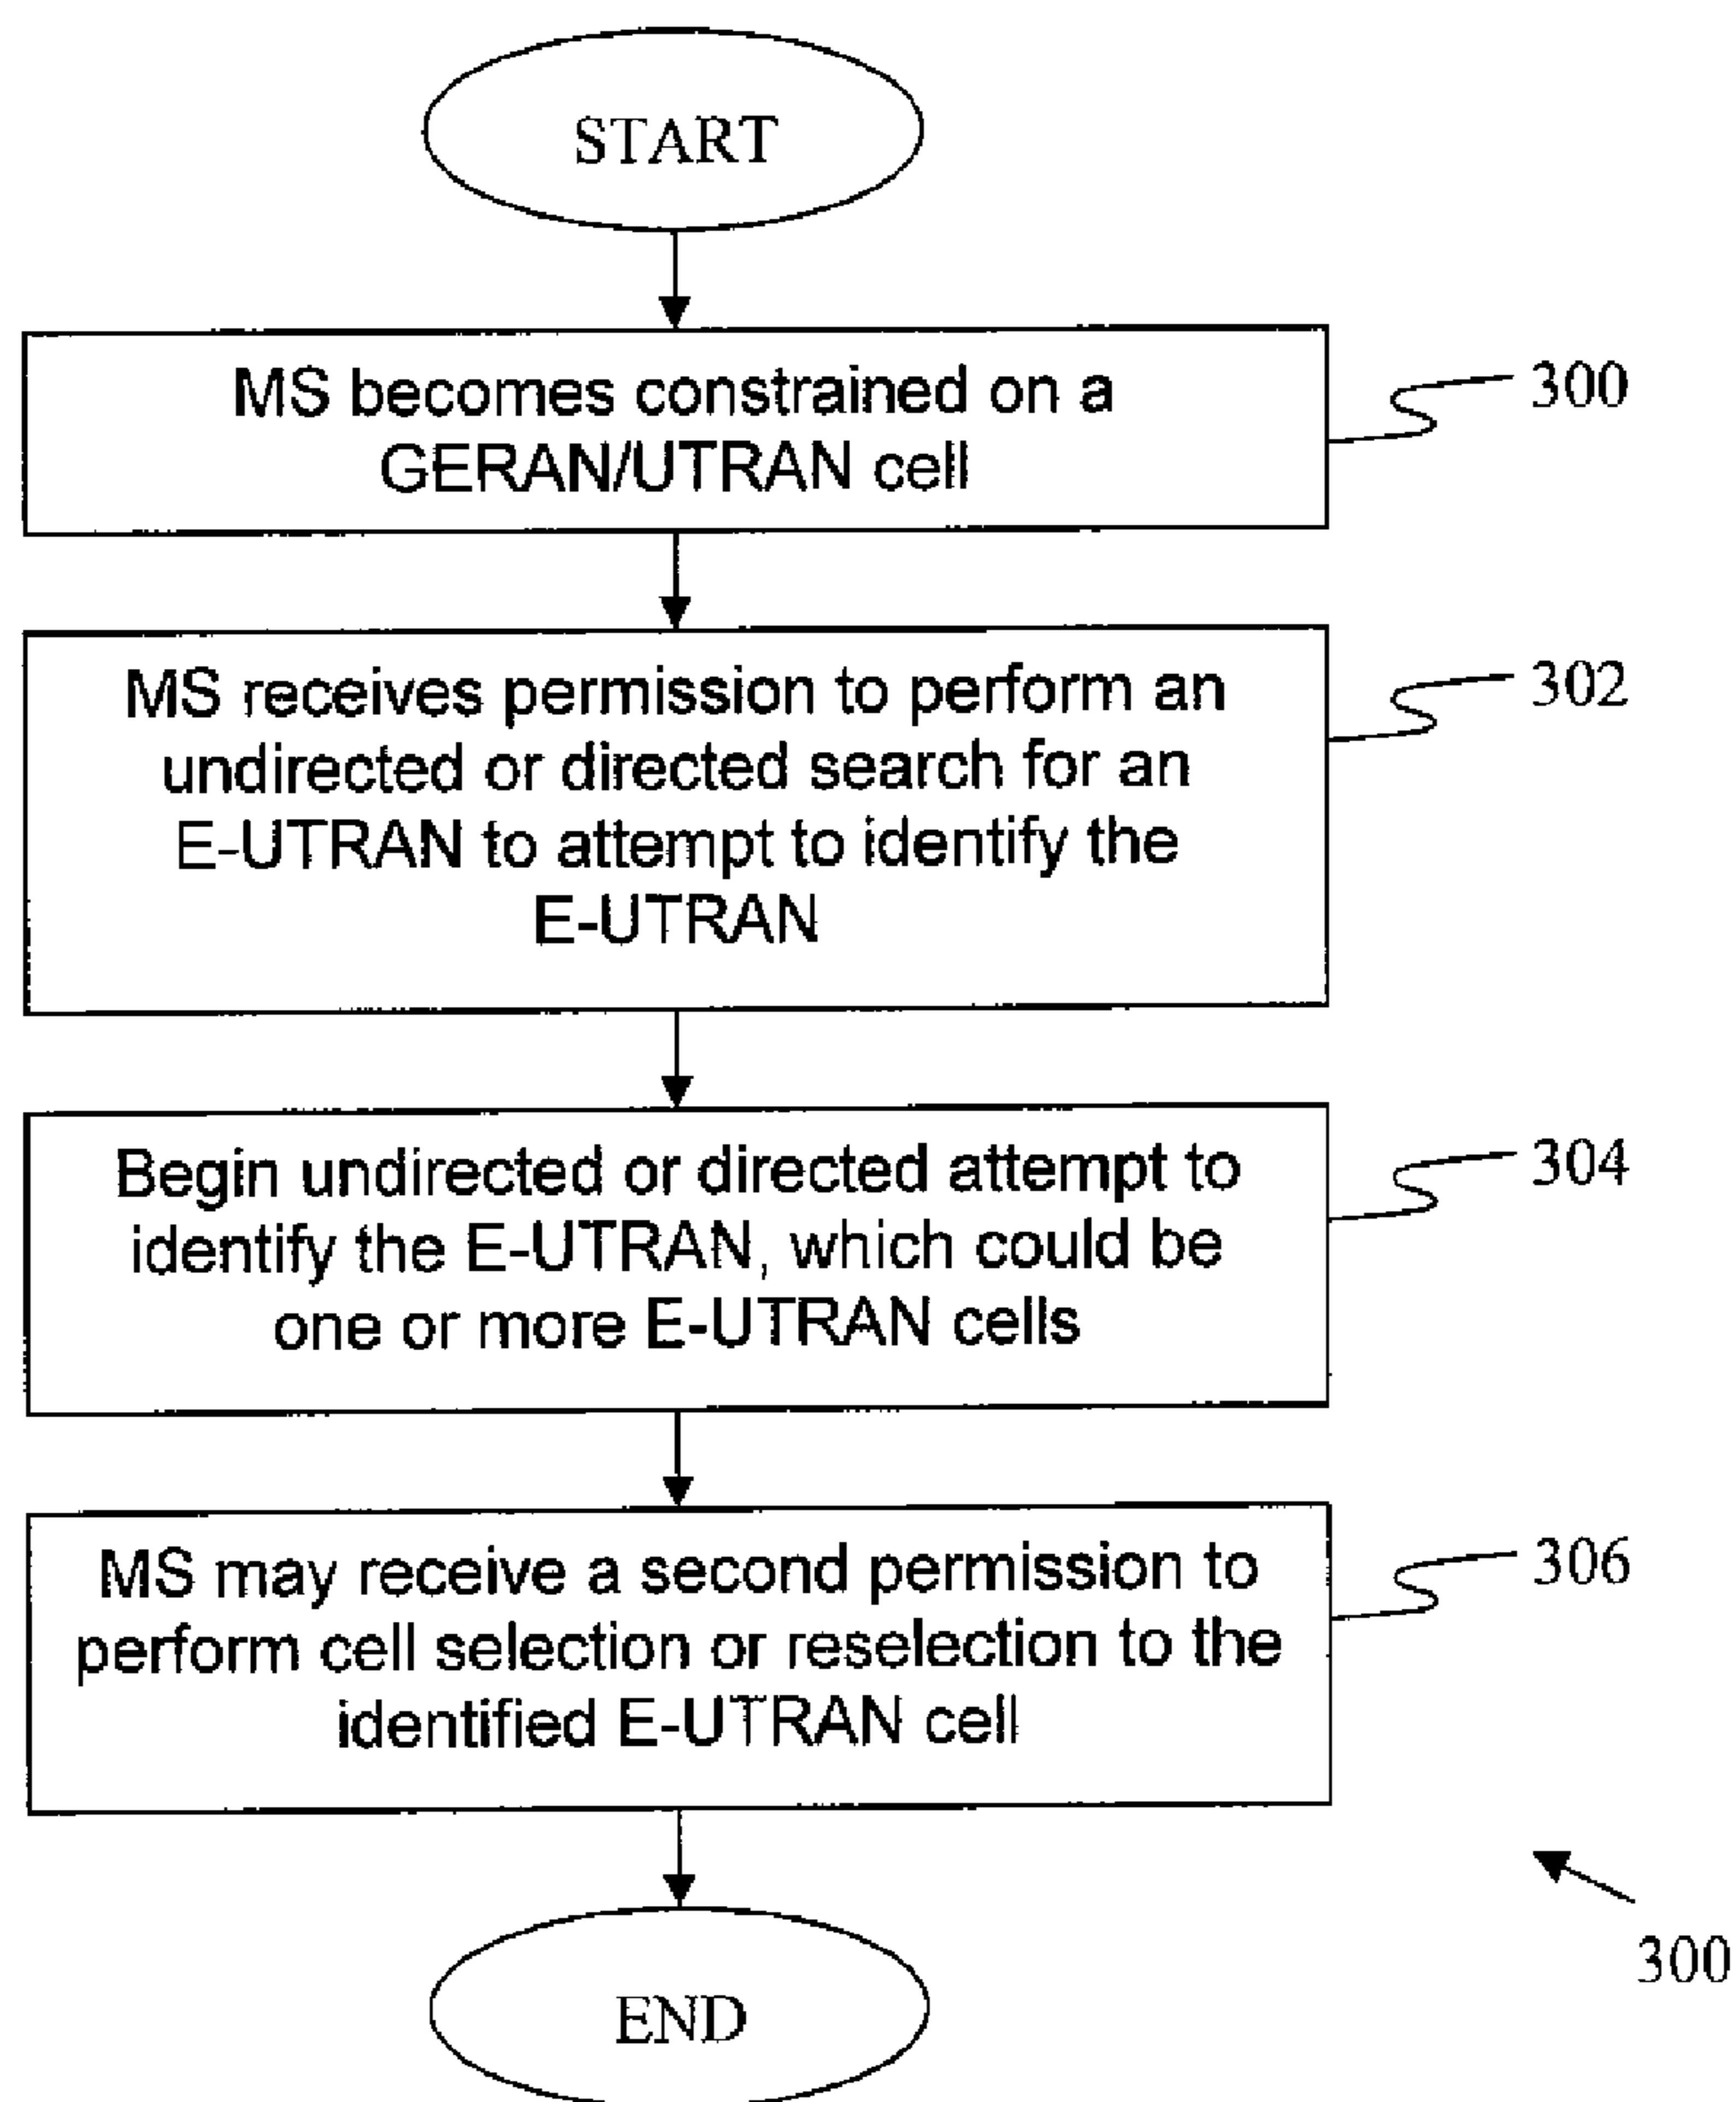 START
MS becomes constrained on a
GERAN/UTRAN cell
300
MS receives permission to perform an
undirected or directed search for an
E-UTRAN to attempt to identify the
E-UTRAN
302
Begin undirected or directed attempt to
identify the E-UTRAN, which could be
one or more E-UTRAN cells
304
MS may receive a second permission to
perform cell selection or reselection to the
identified E-UTRAN cell
306
300
END